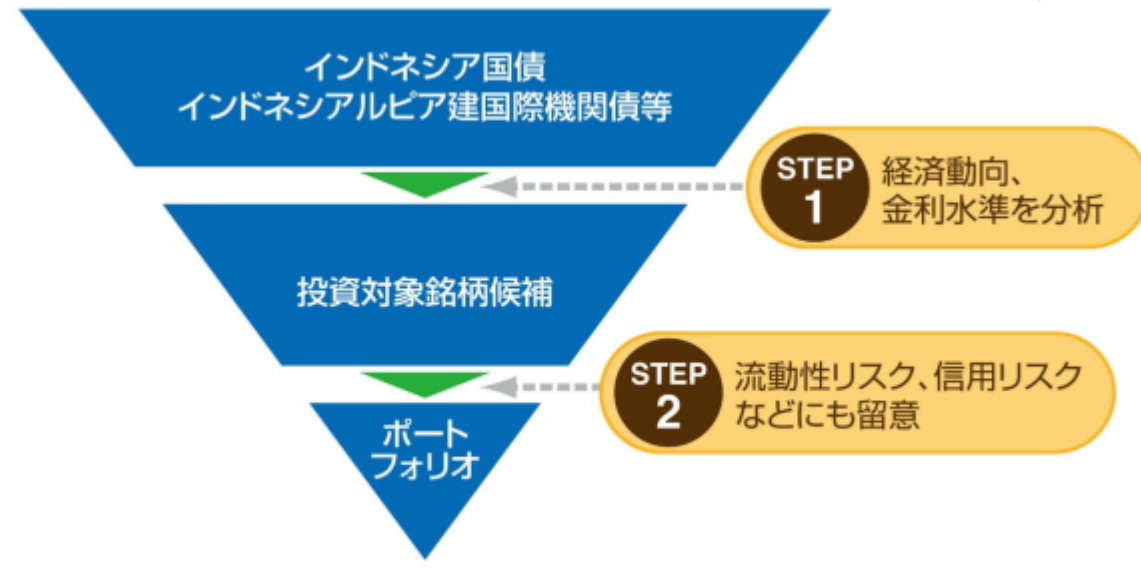 インドネシア国債
インドネシアルピア建国際機関債等
STEP
1
経済動向、
金利水準を分析
投資対象銘柄候補
STEP
2
流動性リスク、信用リスク
などにも留意
ポート
フォリオ